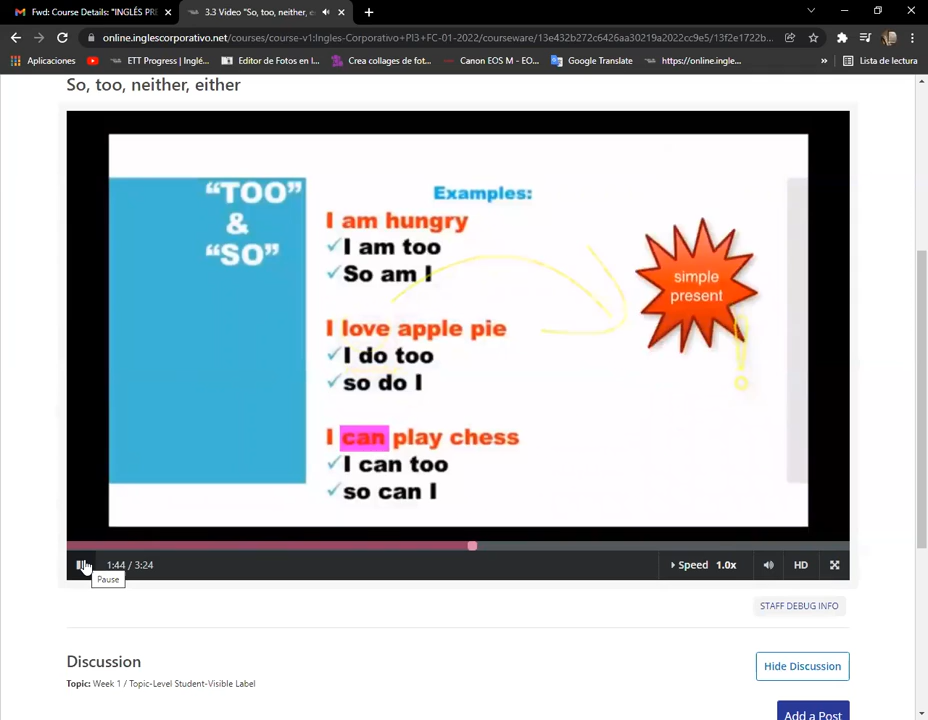 Fwd: Course Details: "INGLÉS PRE
3.3 Video "So, too, neither, e
online.inglescorporativo.net/courses/course-v1:Ingles-Corporativo+PI3+FC-01-2022/courseware/13e432b272c6426aa30219a2022cc9e5/13f2e1722b...
Aplicaciones
ETT Progress | Inglé...
Editor de Fotos en l...
Crea collages de fot...
Canon EOS M - EO...
Google Translate
https://online.ingle...
»
Lista de lectura
So, too, neither, either
"TOO"
&
"SO"
Examples:
I am hungry
I am too
So am I
I love apple pie
I do too
so do I
I can play chess
I can too
so can I
simple
present
1:44 / 3:24
Speed 1.0x
HD
Pause
STAFF DEBUG INFO
Discussion
Hide Discussion
Topic: Week 1 / Topic-Level Student-Visible Label
Add a Post